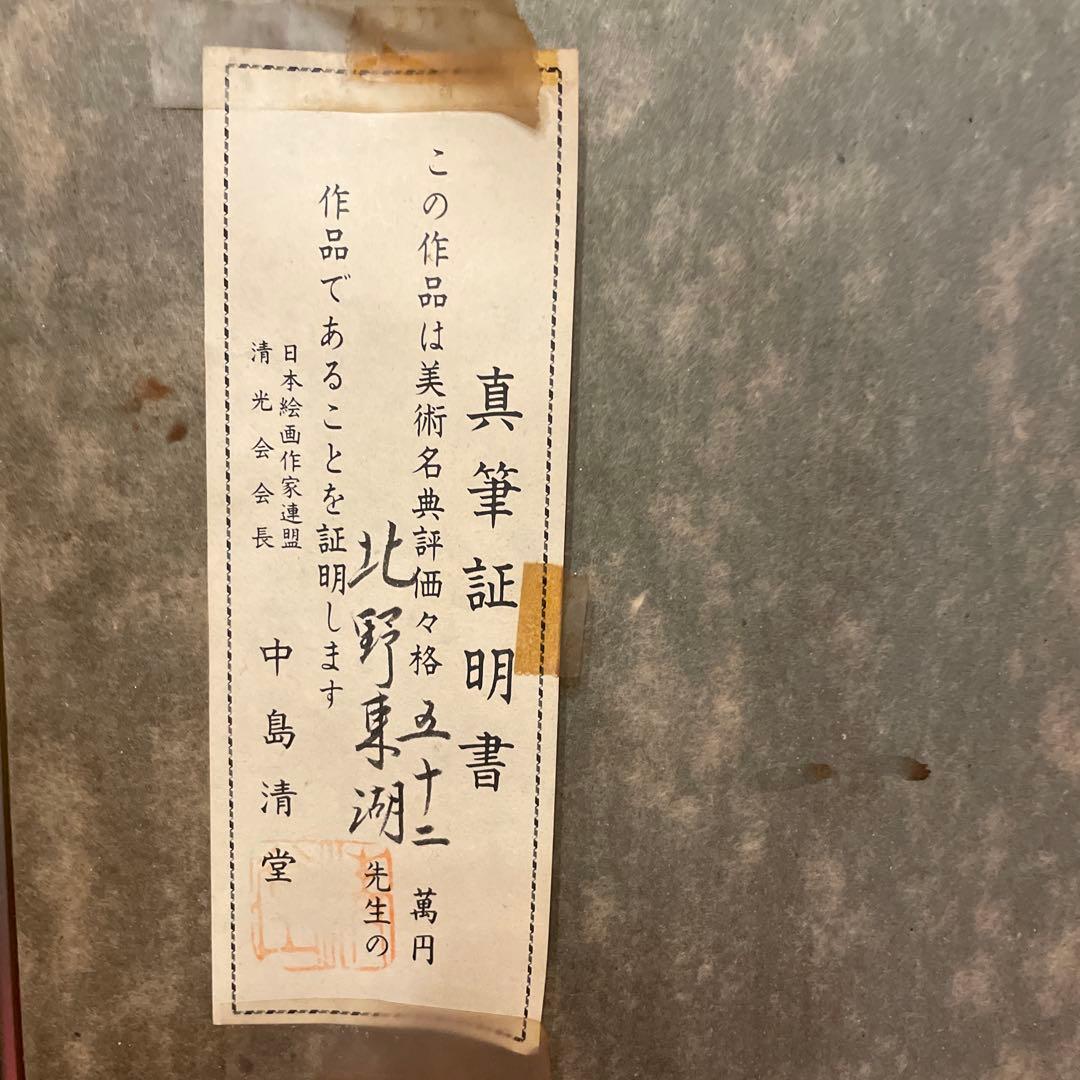 真筆証明書
この作品は美術名典評価々格五十二萬円
北野東湖先生の
作品であることを証明します
日本絵画作家連盟
清光会会長
中島清堂